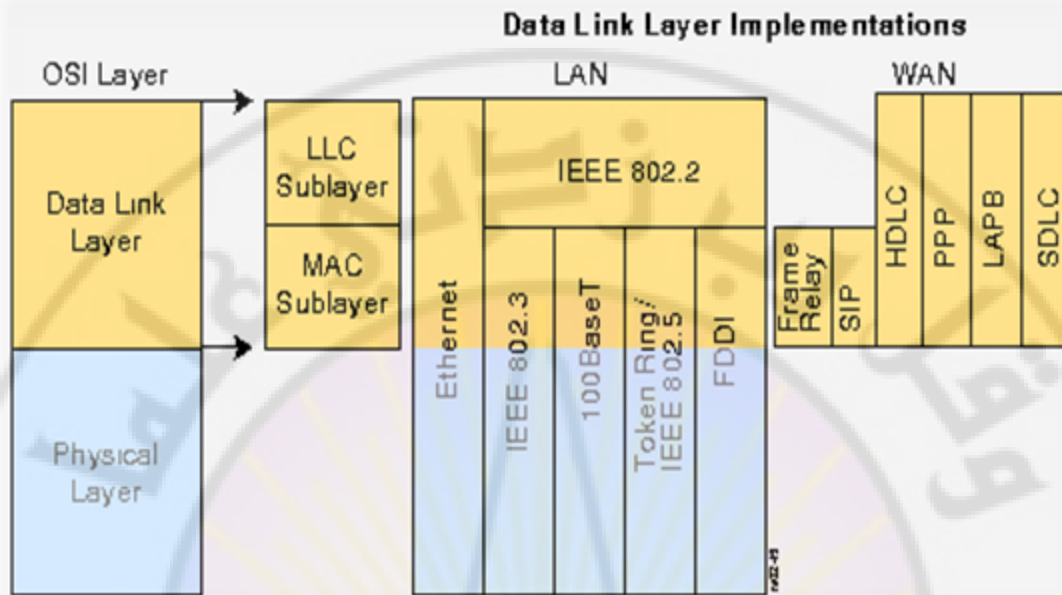 Data Link Layer Implementations
OSI Layer
LAN
WAN
Data Link
Layer
Physical
Layer
LLC
Sublayer
MAC
Sublayer
Ethernet
IEEE 802.2
IEEE 802.3
100BaseT
Token Ring/
IEEE 802.5
FDDI
Frame
Relay
SIP
HDLC
PPP
LAPB
SDLC